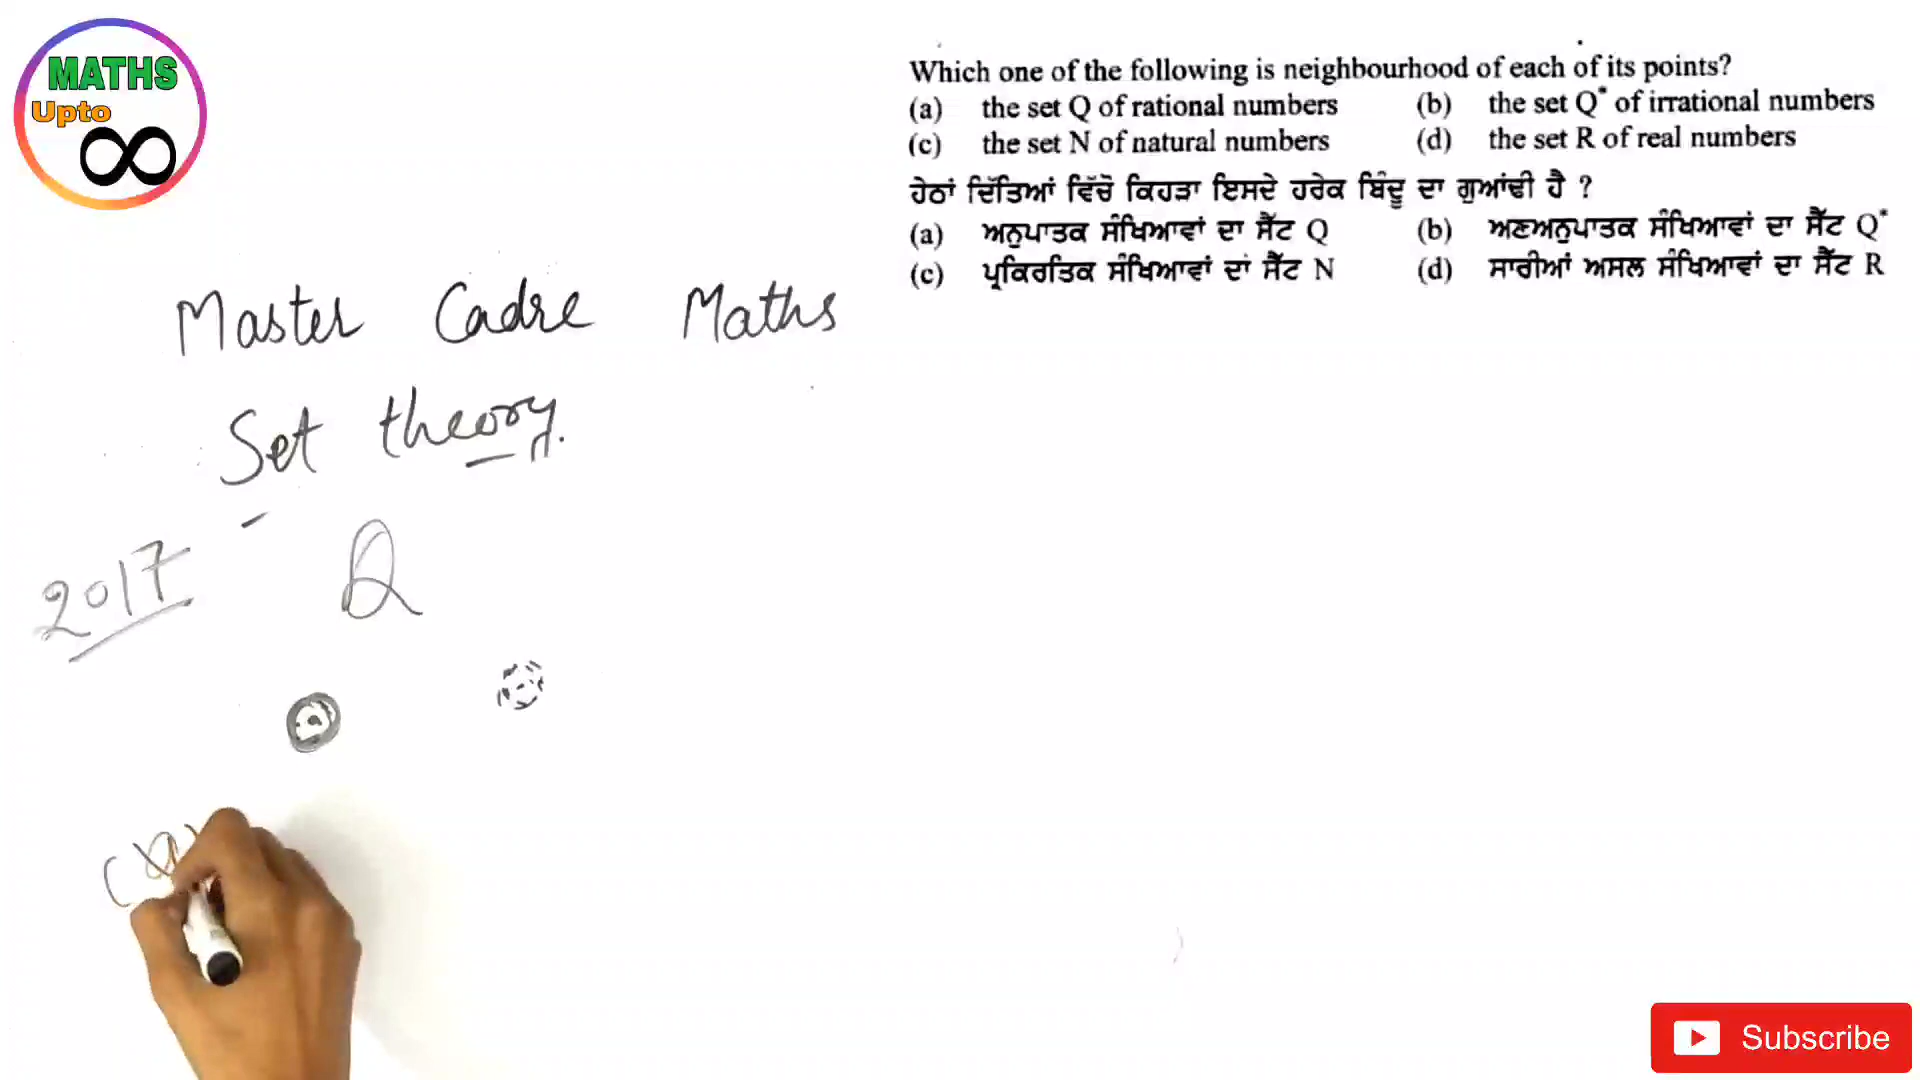 MATHS
Upto
Which one of the following is neighbourhood of each of its points?
(a) the set Q of rational numbers (b) the set Q* of irrational numbers
(c) the set N of natural numbers (d) the set R of real numbers
ਹੇਠਾਂ ਦਿੱਤਿਆਂ ਵਿੱਚੋ ਕਿਹੜਾ ਇਸਦੇ ਹਰੇਕ ਬਿੰਦੂ ਦਾ ਗੁਆਂਢੀ ਹੈ ?
(a) ਅਨੁਪਾਤਕ ਸੰਖਿਆਵਾਂ ਦਾ ਸੈੱਟ Q (b) ਅਣਅਨੁਪਾਤਕ ਸੰਖਿਆਵਾਂ ਦਾ ਸੈੱਟ Q*
(c) ਪ੍ਰਕਿਰਤਿਕ ਸੰਖਿਆਵਾਂ ਦਾ ਸੈੱਟ N (d) ਸਾਰੀਆਂ ਅਸਲ ਸੰਖਿਆਵਾਂ ਦਾ ਸੈੱਟ R
Master Cadre Maths
Set theory.
2017 Q
Subscribe